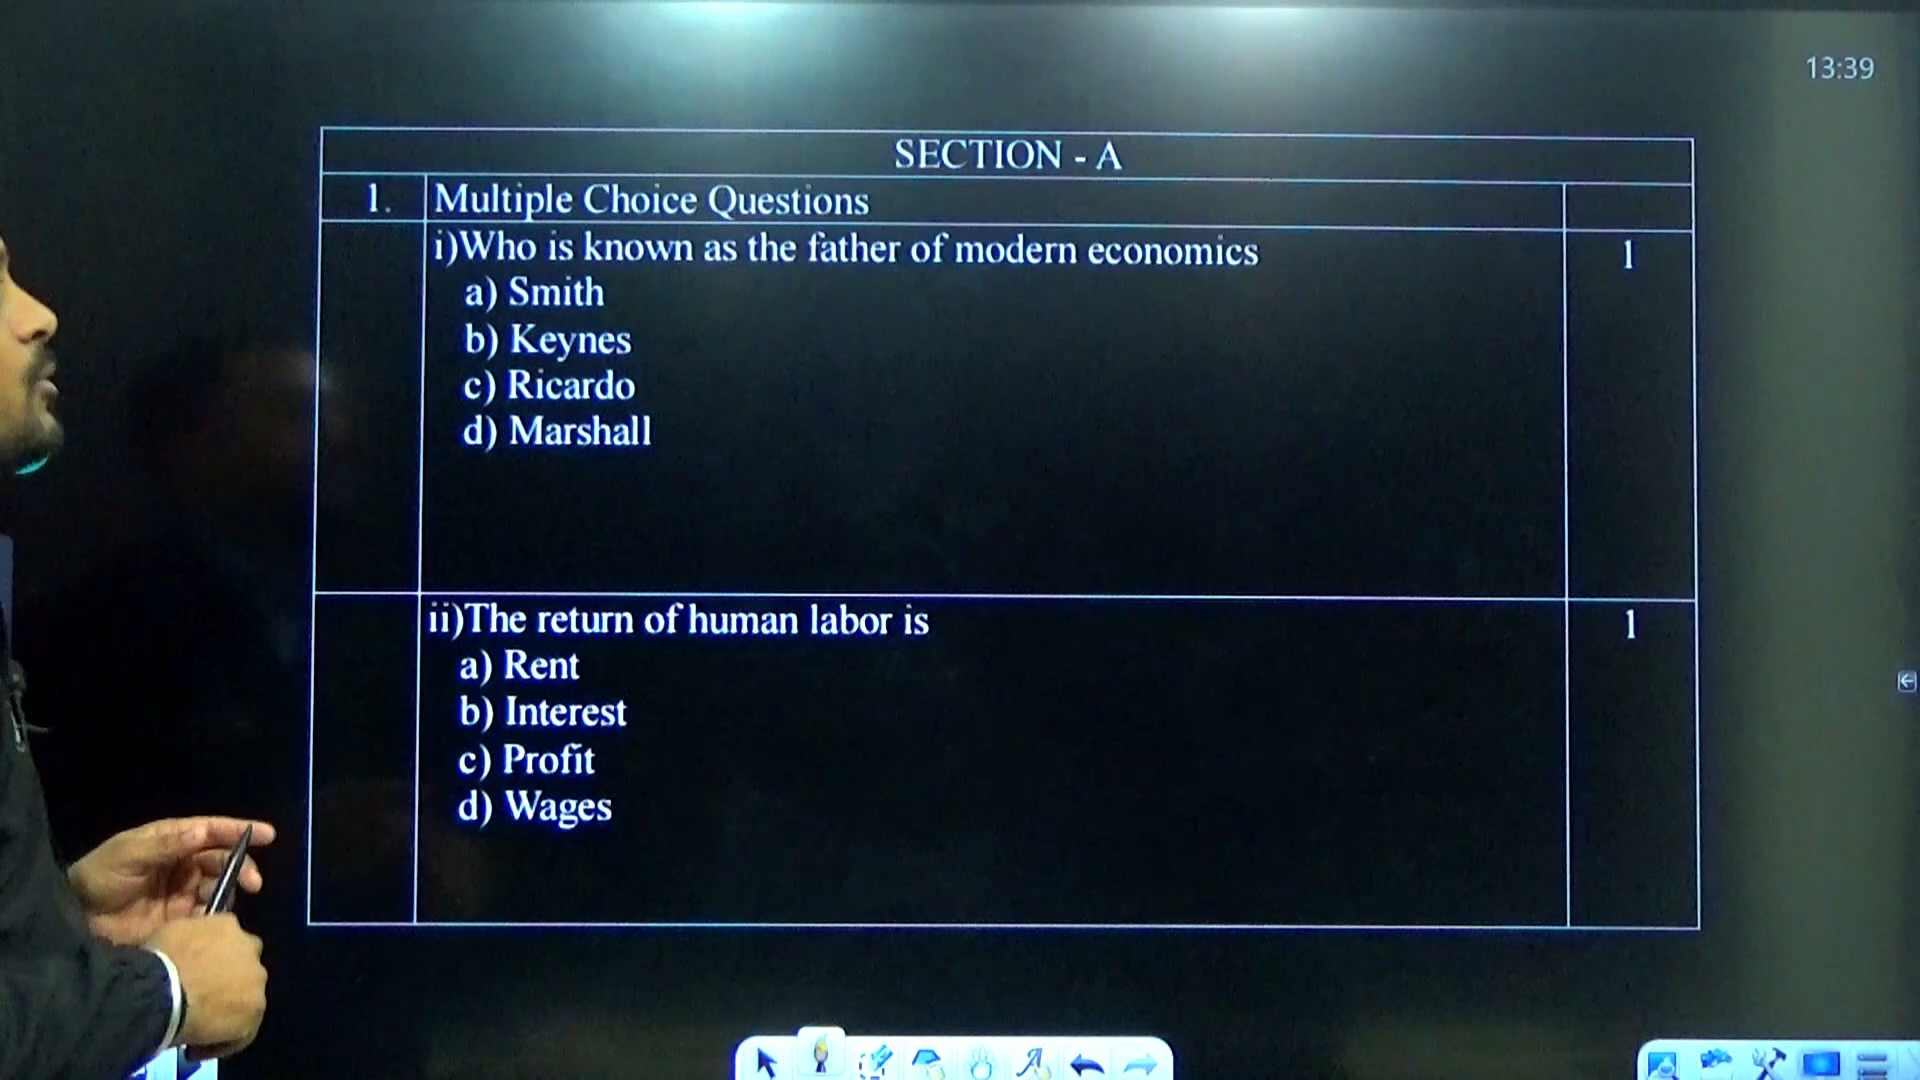 13:39
SECTION - A
1. Multiple Choice Questions
i)Who is known as the father of modern economics 1
a) Smith
b) Keynes
c) Ricardo
d) Marshall
ii)The return of human labor is 1
a) Rent
b) Interest
c) Profit
d) Wages